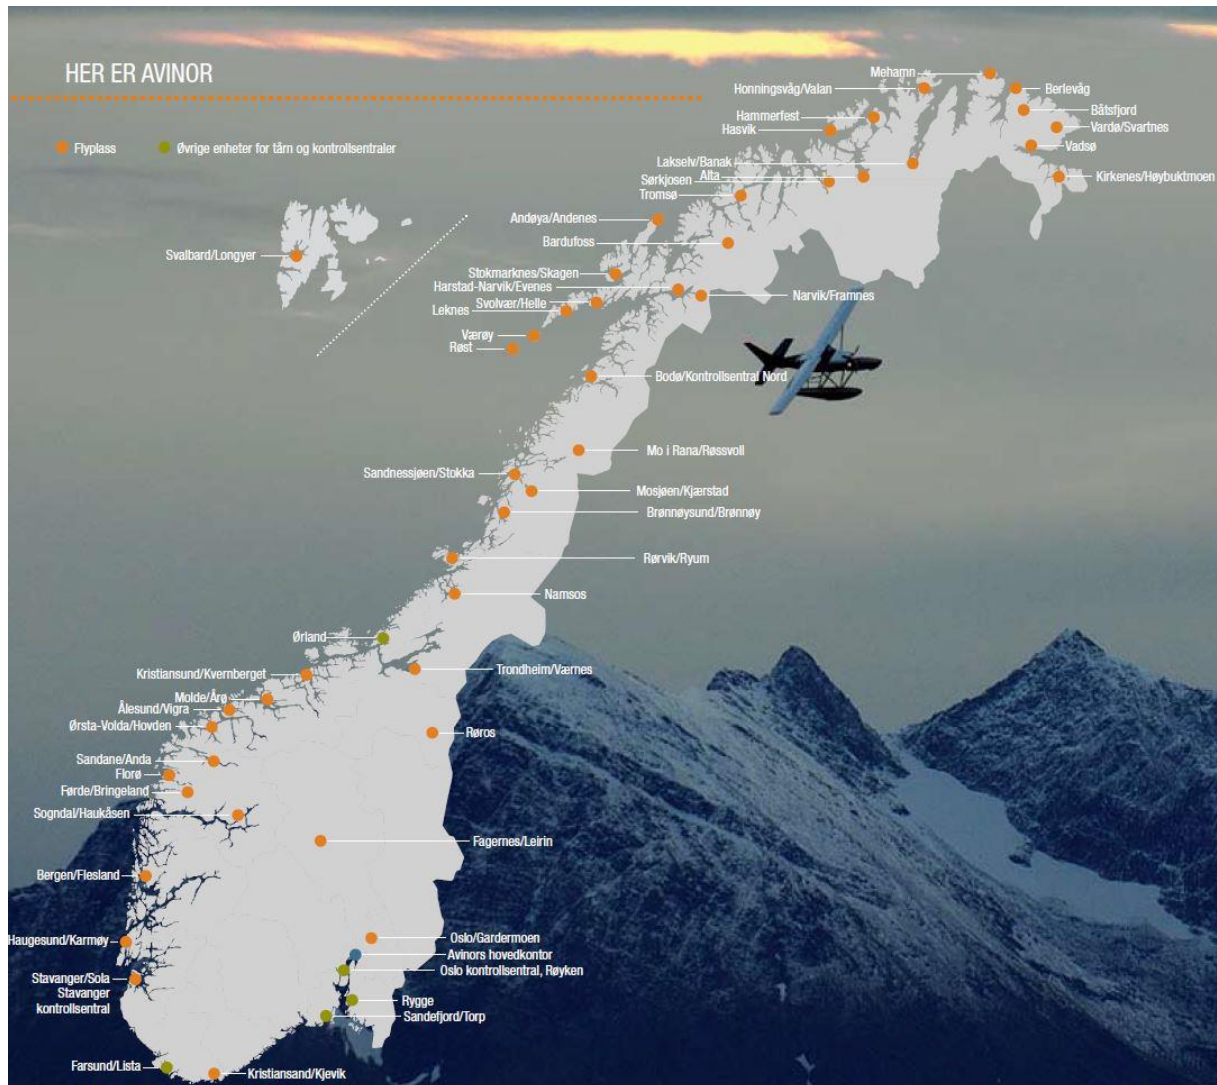 HER ER AVINOR
Flyplass
Øvrige enheter for tårn og kontrollsentraler
Mehamn
Honningsvåg/Valan
Berlevåg
Hammerfest
Båtsfjord
Hasvik
Vardø/Svartnes
Vadsø
Lakselv/Banak
Alta
Kirkenes/Høybuktmoen
Sørkjosen
Tromsø
Andøya/Andenes
Bardufoss
Svalbard/Longyer
Stokmarknes/Skagen
Harstad-Narvik/Evenes
Narvik/Framnes
Svolvær/Helle
Leknes
Værøy
Røst
Bodø/Kontrollsentral Nord
Mo i Rana/Røssvoll
Sandnessjøen/Stokka
Mosjøen/Kjærstad
Brønnøysund/Brønnøy
Rørvik/Ryum
Namsos
Ørland
Kristiansund/Kvernberget
Trondheim/Værnes
Molde/Årø
Ålesund/Vigra
Ørsta-Volda/Hovden
Røros
Sandane/Anda
Florø
Førde/Bringeland
Sogndal/Haukåsen
Fagernes/Leirin
Bergen/Flesland
Haugesund/Karmøy
Oslo/Gardermoen
Avinors hovedkontor
Oslo kontrollsentral, Røyken
Stavanger/Sola
Stavanger
kontrollsentral
Rygge
Sandefjord/Torp
Farsund/Lista
Kristiansand/Kjevik